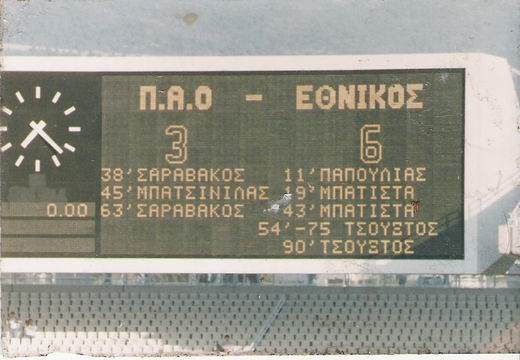 Π.Α.Ο - ΕΘΝΙΚΟΣ
3 6
38'ΣΑΡΑΒΑΚΟΣ 11'ΠΑΠΟΥΛΙΑΣ
45'ΜΠΑΤΣΙΝΙΛΑΣ 19'ΜΠΑΤΙΣΤΑ
0.00 63'ΣΑΡΑΒΑΚΟΣ 43'ΜΠΑΤΙΣΤΑ
54'-75 ΤΣΟΥΣΤΟΣ
90'ΤΣΟΥΣΤΟΣ